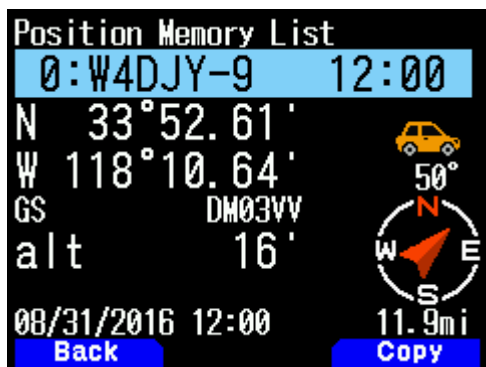 Position Memory List
0:W4DJY-9 12:00
N 33°52.61'
W 118°10.64'
50°
GS DM03VV
N
alt 16'
W E
S
08/31/2016 12:00 11.9mi
Back Copy